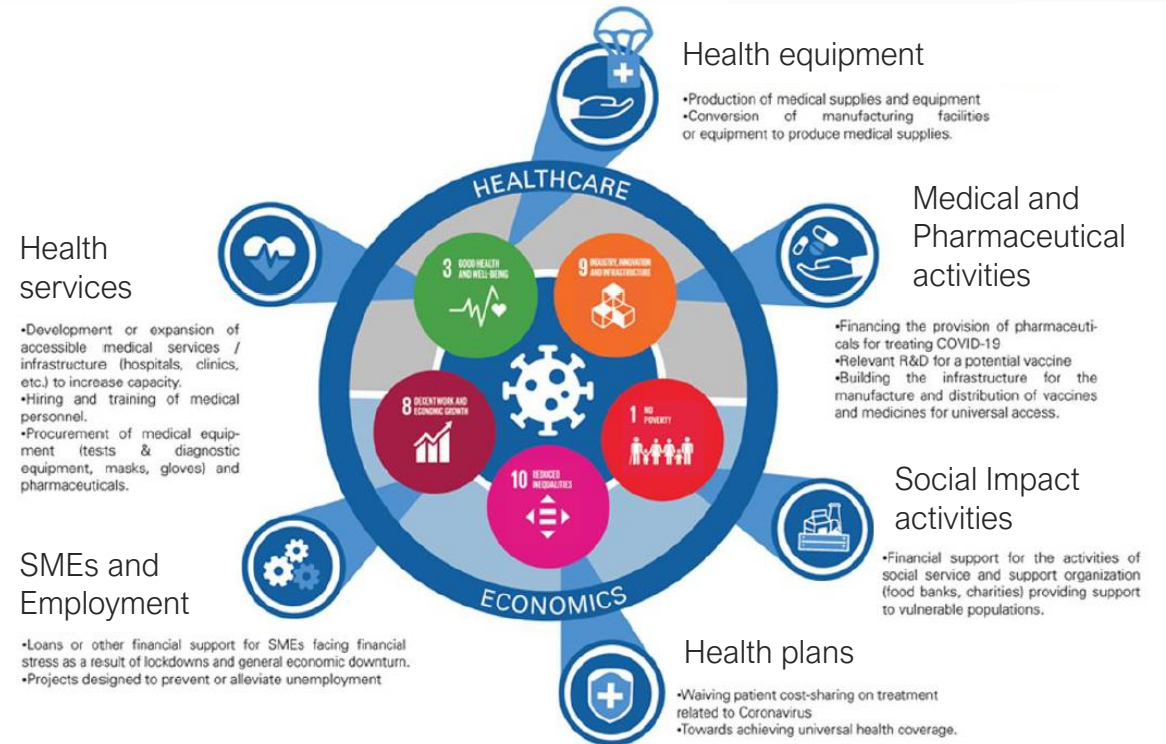 Health equipment
•Production of medical supplies and equipment
•Conversion of manufacturing facilities
or equipment to produce medical supplies.
HEALTHCARE
Medical and
Pharmaceutical
activities
•Financing the provision of pharmaceuti-
cals for treating COVID-19
•Relevant R&D for a potential vaccine
•Building the infrastructure for the
manufacture and distribution of vaccines
and medicines for universal access.
Health
services
•Development or expansion of
accessible medical services /
infrastructure (hospitals, clinics,
etc.) to increase capacity.
•Hiring and training of medical
personnel.
•Procurement of medical equip-
ment (tests & diagnostic
equipment, masks, gloves) and
pharmaceuticals.
3 GOOD HEALTH
AND WELL-BEING
9 INDUSTRY, INNOVATION
AND INFRASTRUCTURE
8 DECENT WORK AND
ECONOMIC GROWTH
1 NO
POVERTY
10 REDUCED
INEQUALITIES
Social Impact
activities
•Financial support for the activities of
social service and support organization
(food banks, charities) providing support
to vulnerable populations.
SMEs and
Employment
•Loans or other financial support for SMEs facing financial
stress as a result of lockdowns and general economic downturn.
•Projects designed to prevent or alleviate unemployment
ECONOMICS
Health plans
•Waiving patient cost-sharing on treatment
related to Coronavirus
•Towards achieving universal health coverage.